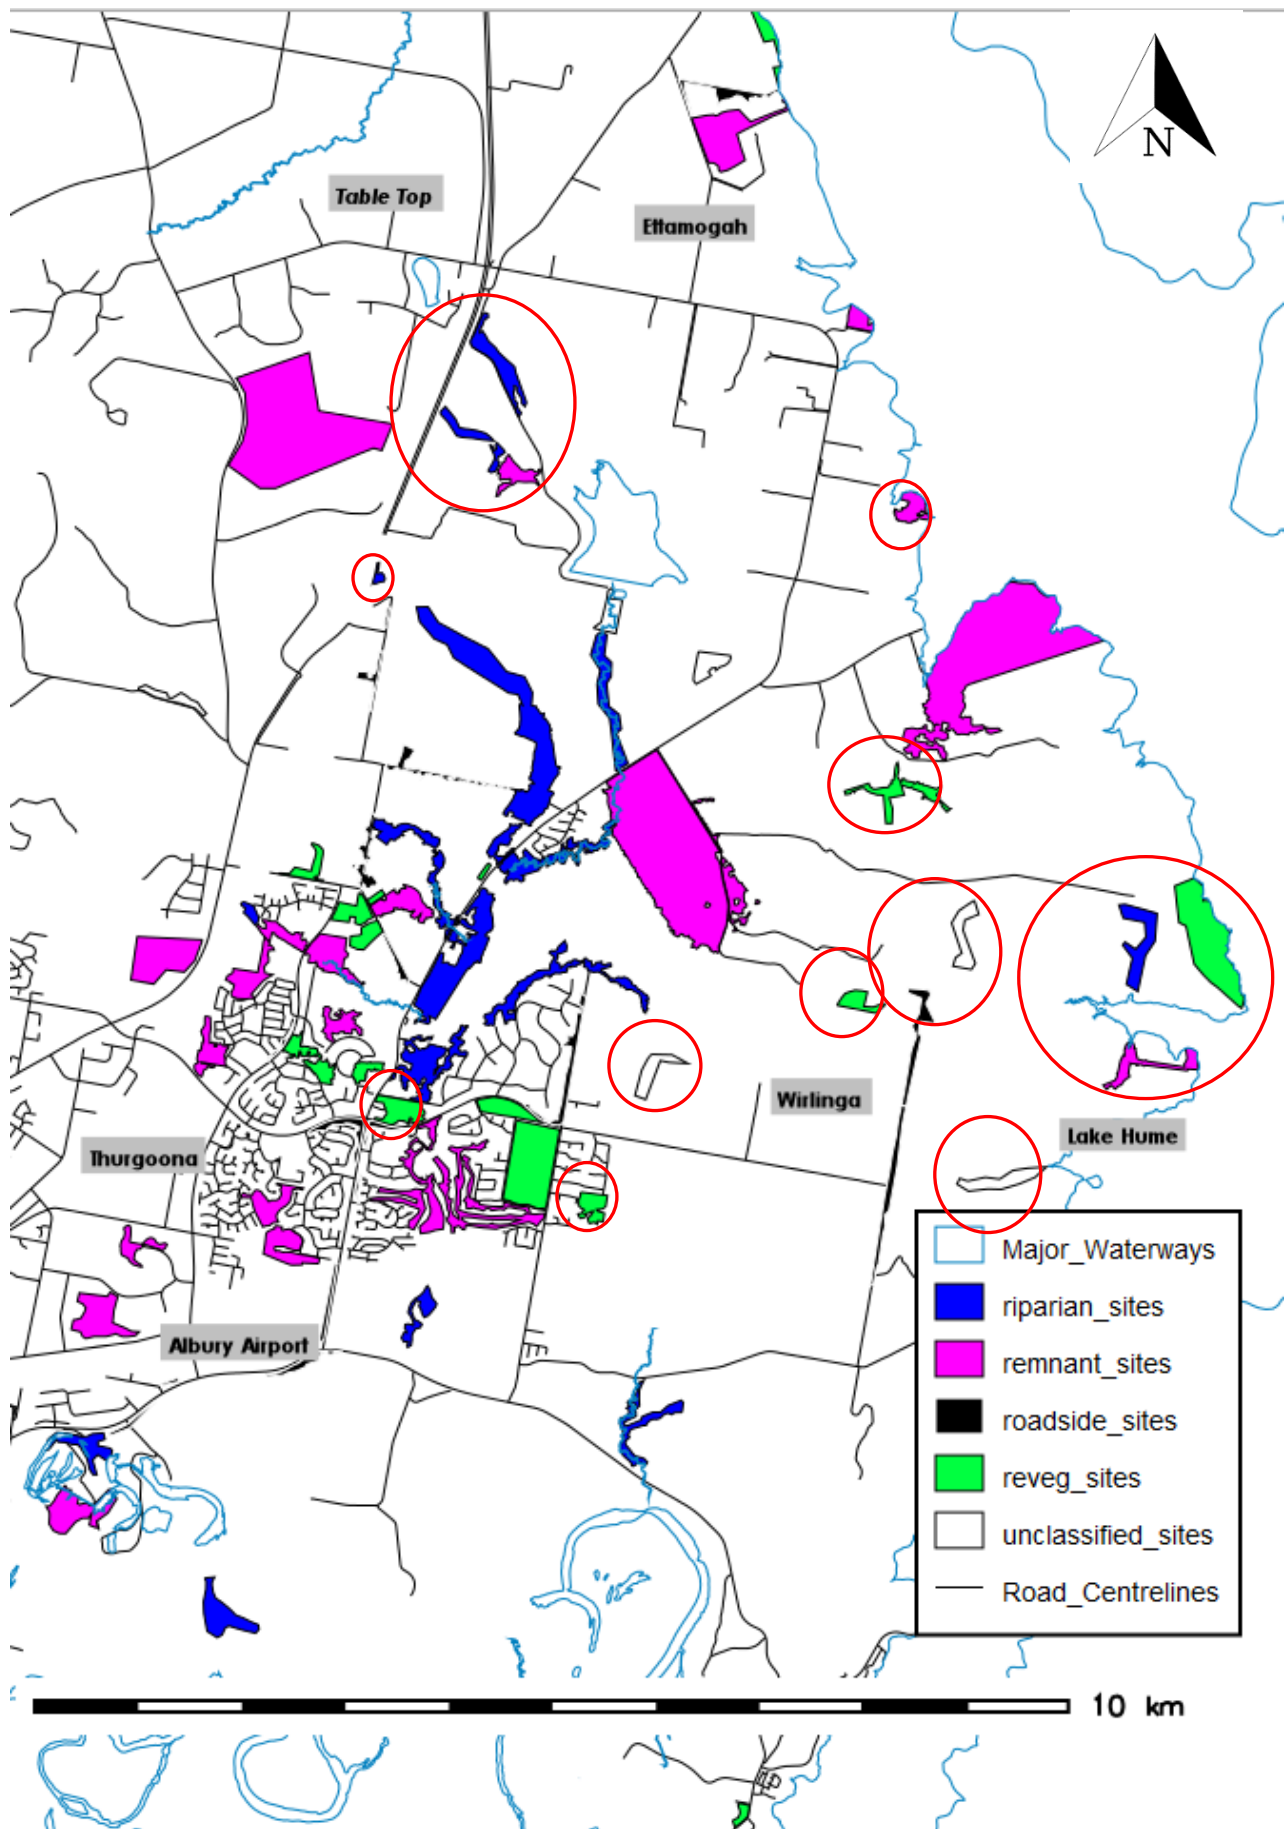 N
Table Top
Ettamogah
Wirlinga
Lake Hume
Thurgoona
Albury Airport
Major_Waterways
riparian_sites
remnant_sites
roadside_sites
reveg_sites
unclassified_sites
Road_Centrelines
10 km